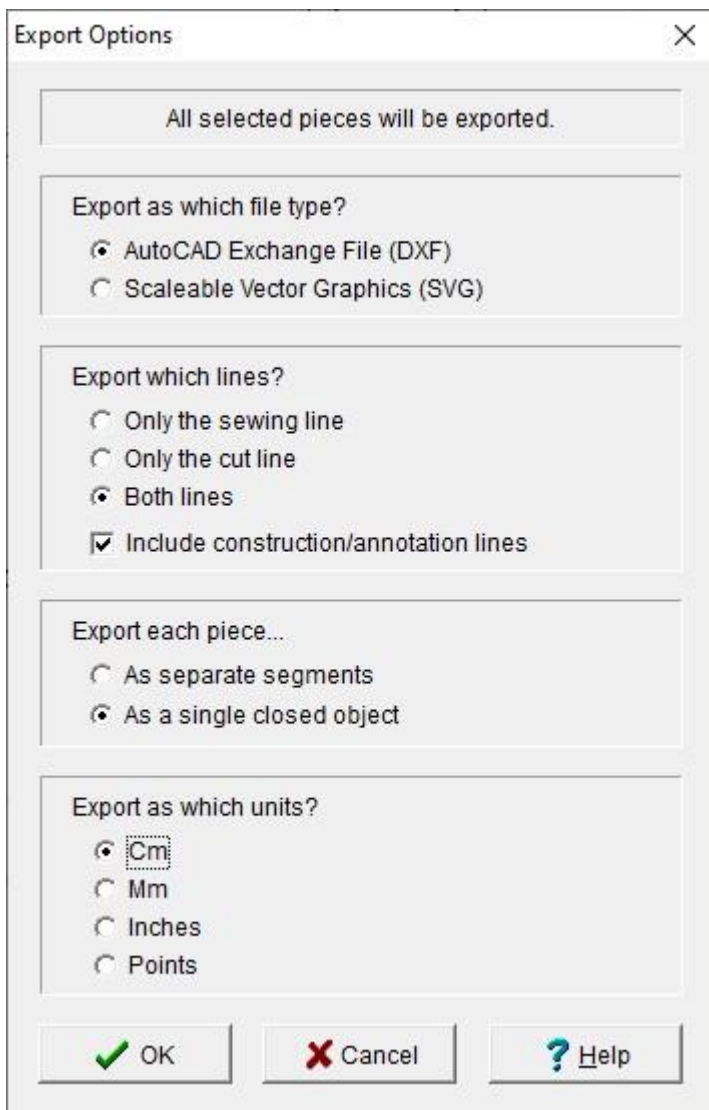 Export Options
All selected pieces will be exported.
Export as which file type?
AutoCAD Exchange File (DXF)
Scaleable Vector Graphics (SVG)
Export which lines?
Only the sewing line
Only the cut line
Both lines
Include construction/annotation lines
Export each piece...
As separate segments
As a single closed object
Export as which units?
Cm
Mm
Inches
Points
OK Cancel Help